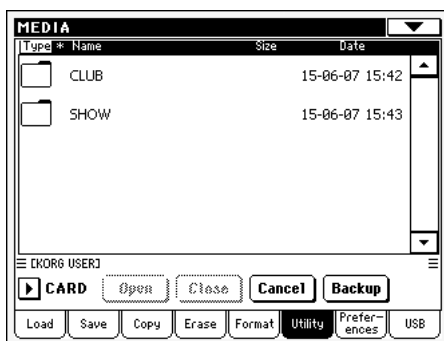 MEDIA
Type * Name Size Date
CLUB 15-06-07 15:42
SHOW 15-06-07 15:43
[KORG USER]
CARD Open Close Cancel Backup
Load Save Copy Erase Format Utility Prefer-ences USB